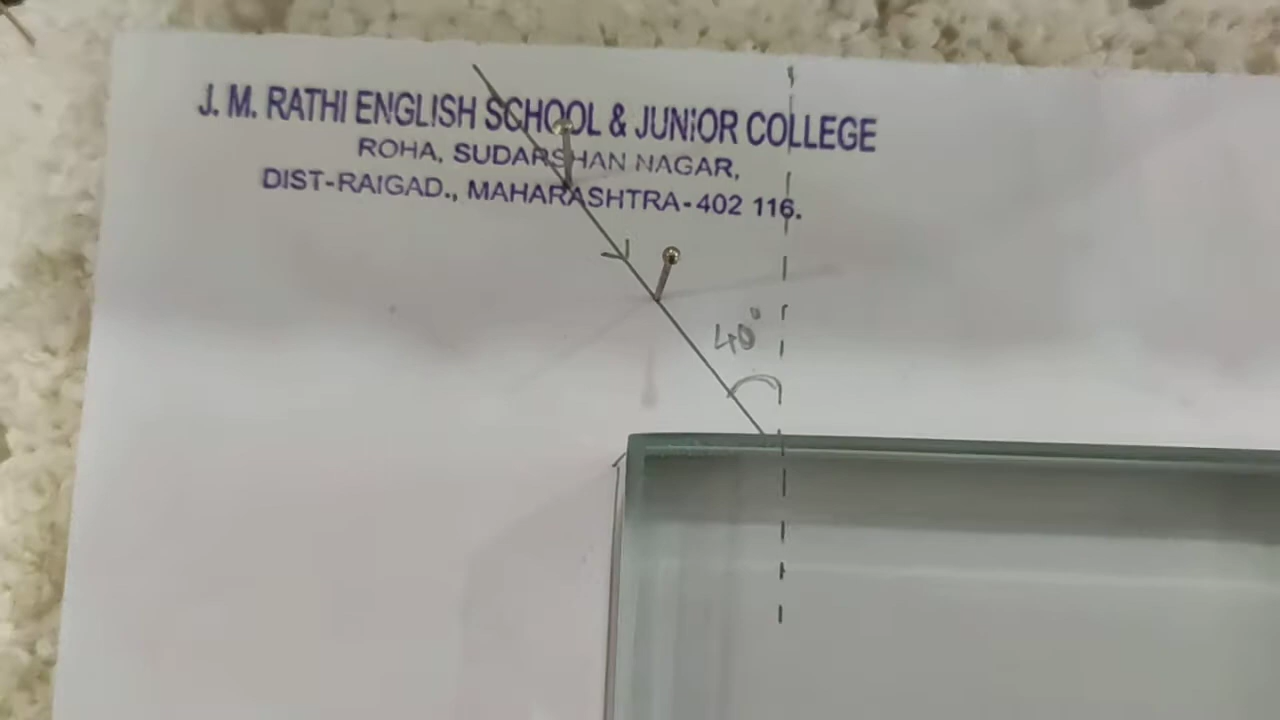 J. M. RATHI ENGLISH SCHOOL & JUNIOR COLLEGE
ROHA, SUDARSHAN NAGAR,
DIST-RAIGAD., MAHARASHTRA-402 116.
40°